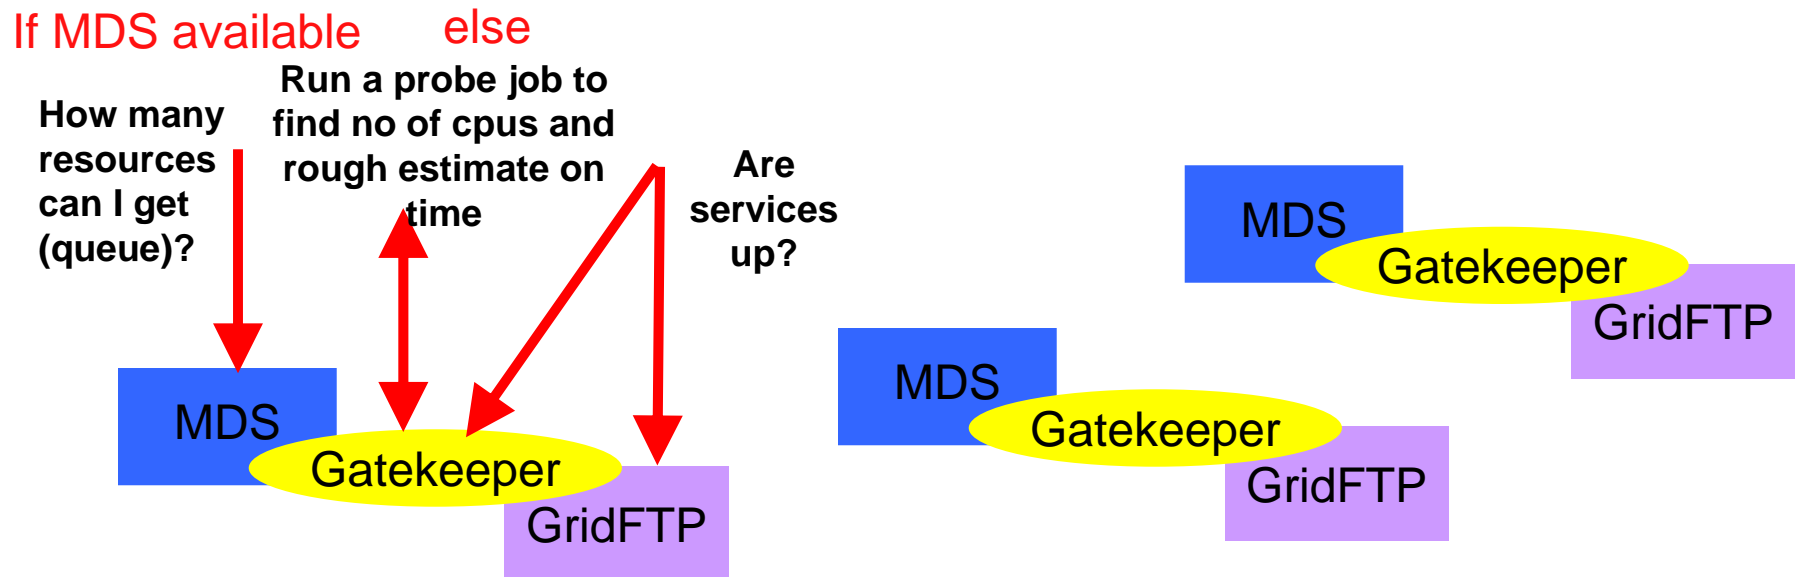 If MDS available
else
How many
resources
can I get
(queue)?
Run a probe job to
find no of cpus and
rough estimate on
time
Are
services
up?
MDS
Gatekeeper
GridFTP
MDS
Gatekeeper
GridFTP
MDS
Gatekeeper
GridFTP